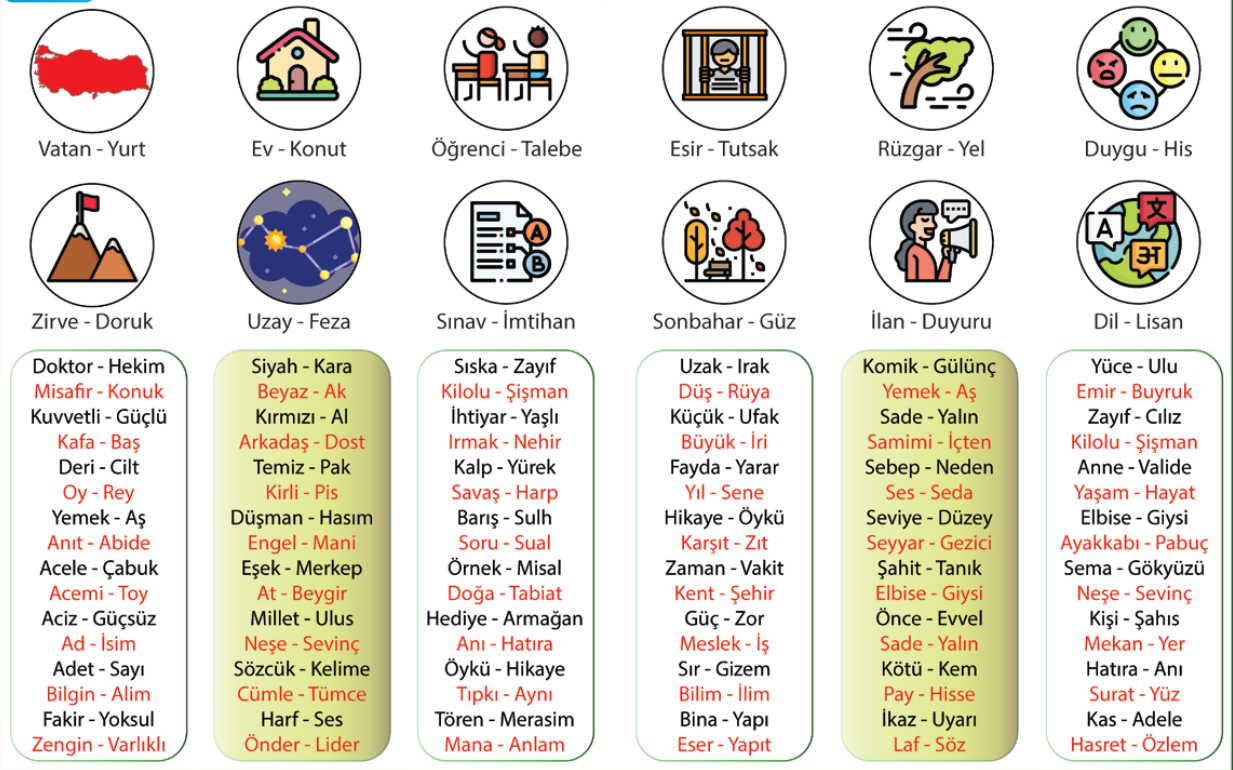 Vatan - Yurt
Ev - Konut
Öğrenci - Talebe
Esir - Tutsak
Rüzgar - Yel
Duygu - His
Zirve - Doruk
Uzay - Feza
A
B
Sınav - İmtihan
Sonbahar - Güz
İlan - Duyuru
A
文
अ
Dil - Lisan
Doktor - Hekim
Misafir - Konuk
Kuvvetli - Güçlü
Kafa - Baş
Deri - Cilt
Oy - Rey
Yemek - Aş
Anıt - Abide
Acele - Çabuk
Acemi - Toy
Aciz - Güçsüz
Ad - İsim
Adet - Sayı
Bilgin - Alim
Fakir - Yoksul
Zengin - Varlıklı
Siyah - Kara
Beyaz - Ak
Kırmızı - Al
Arkadaş - Dost
Temiz - Pak
Kirli - Pis
Düşman - Hasım
Engel - Mani
Eşek - Merkep
At - Beygir
Millet - Ulus
Neşe - Sevinç
Sözcük - Kelime
Cümle - Tümce
Harf - Ses
Önder - Lider
Sıska - Zayıf
Kilolu - Şişman
İhtiyar - Yaşlı
Irmak - Nehir
Kalp - Yürek
Savaş - Harp
Barış - Sulh
Soru - Sual
Örnek - Misal
Doğa - Tabiat
Hediye - Armağan
Anı - Hatıra
Öykü - Hikaye
Tıpkı - Aynı
Tören - Merasim
Mana - Anlam
Uzak - Irak
Düş - Rüya
Küçük - Ufak
Büyük - İri
Fayda - Yarar
Yıl - Sene
Hikaye - Öykü
Karşıt - Zıt
Zaman - Vakit
Kent - Şehir
Güç - Zor
Meslek - İş
Sır - Gizem
Bilim - İlim
Bina - Yapı
Eser - Yapıt
Komik - Gülünç
Yemek - Aş
Sade - Yalın
Samimi - İçten
Sebep - Neden
Ses - Seda
Seviye - Düzey
Seyyar - Gezici
Şahit - Tanık
Elbise - Giysi
Önce - Evvel
Sade - Yalın
Kötü - Kem
Pay - Hisse
İkaz - Uyarı
Laf - Söz
Yüce - Ulu
Emir - Buyruk
Zayıf - Cılız
Kilolu - Şişman
Anne - Valide
Yaşam - Hayat
Elbise - Giysi
Ayakkabı - Pabuç
Sema - Gökyüzü
Neşe - Sevinç
Kişi - Şahıs
Mekan - Yer
Hatıra - Anı
Surat - Yüz
Kas - Adele
Hasret - Özlem